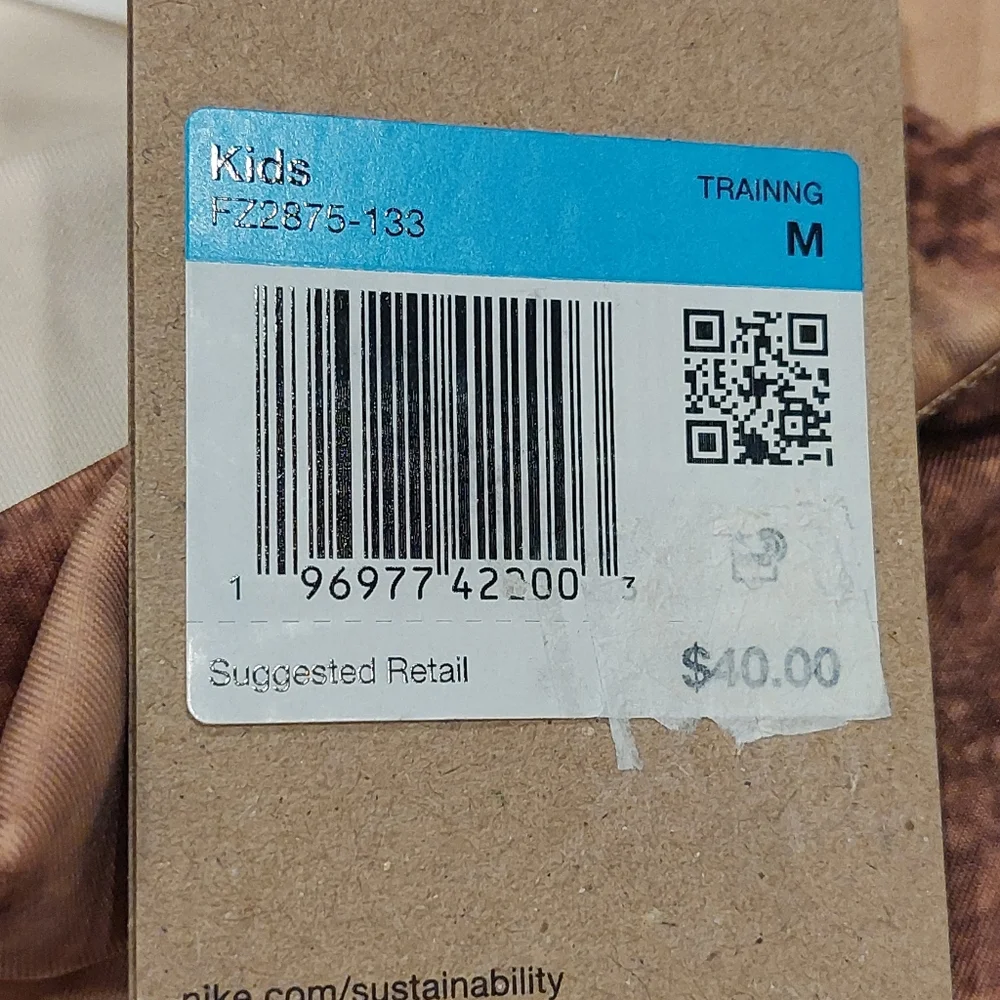 Kids
FZ2875-133
TRAINNG
M
1 96977 42200 3
Suggested Retail
$40.00
nike.com/sustainability